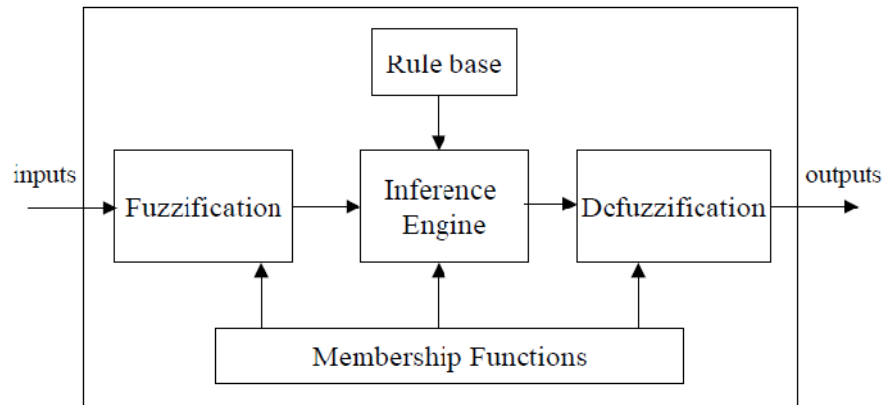 Rule base
inputs
Fuzzification
Inference
Engine
Defuzzification
outputs
Membership Functions